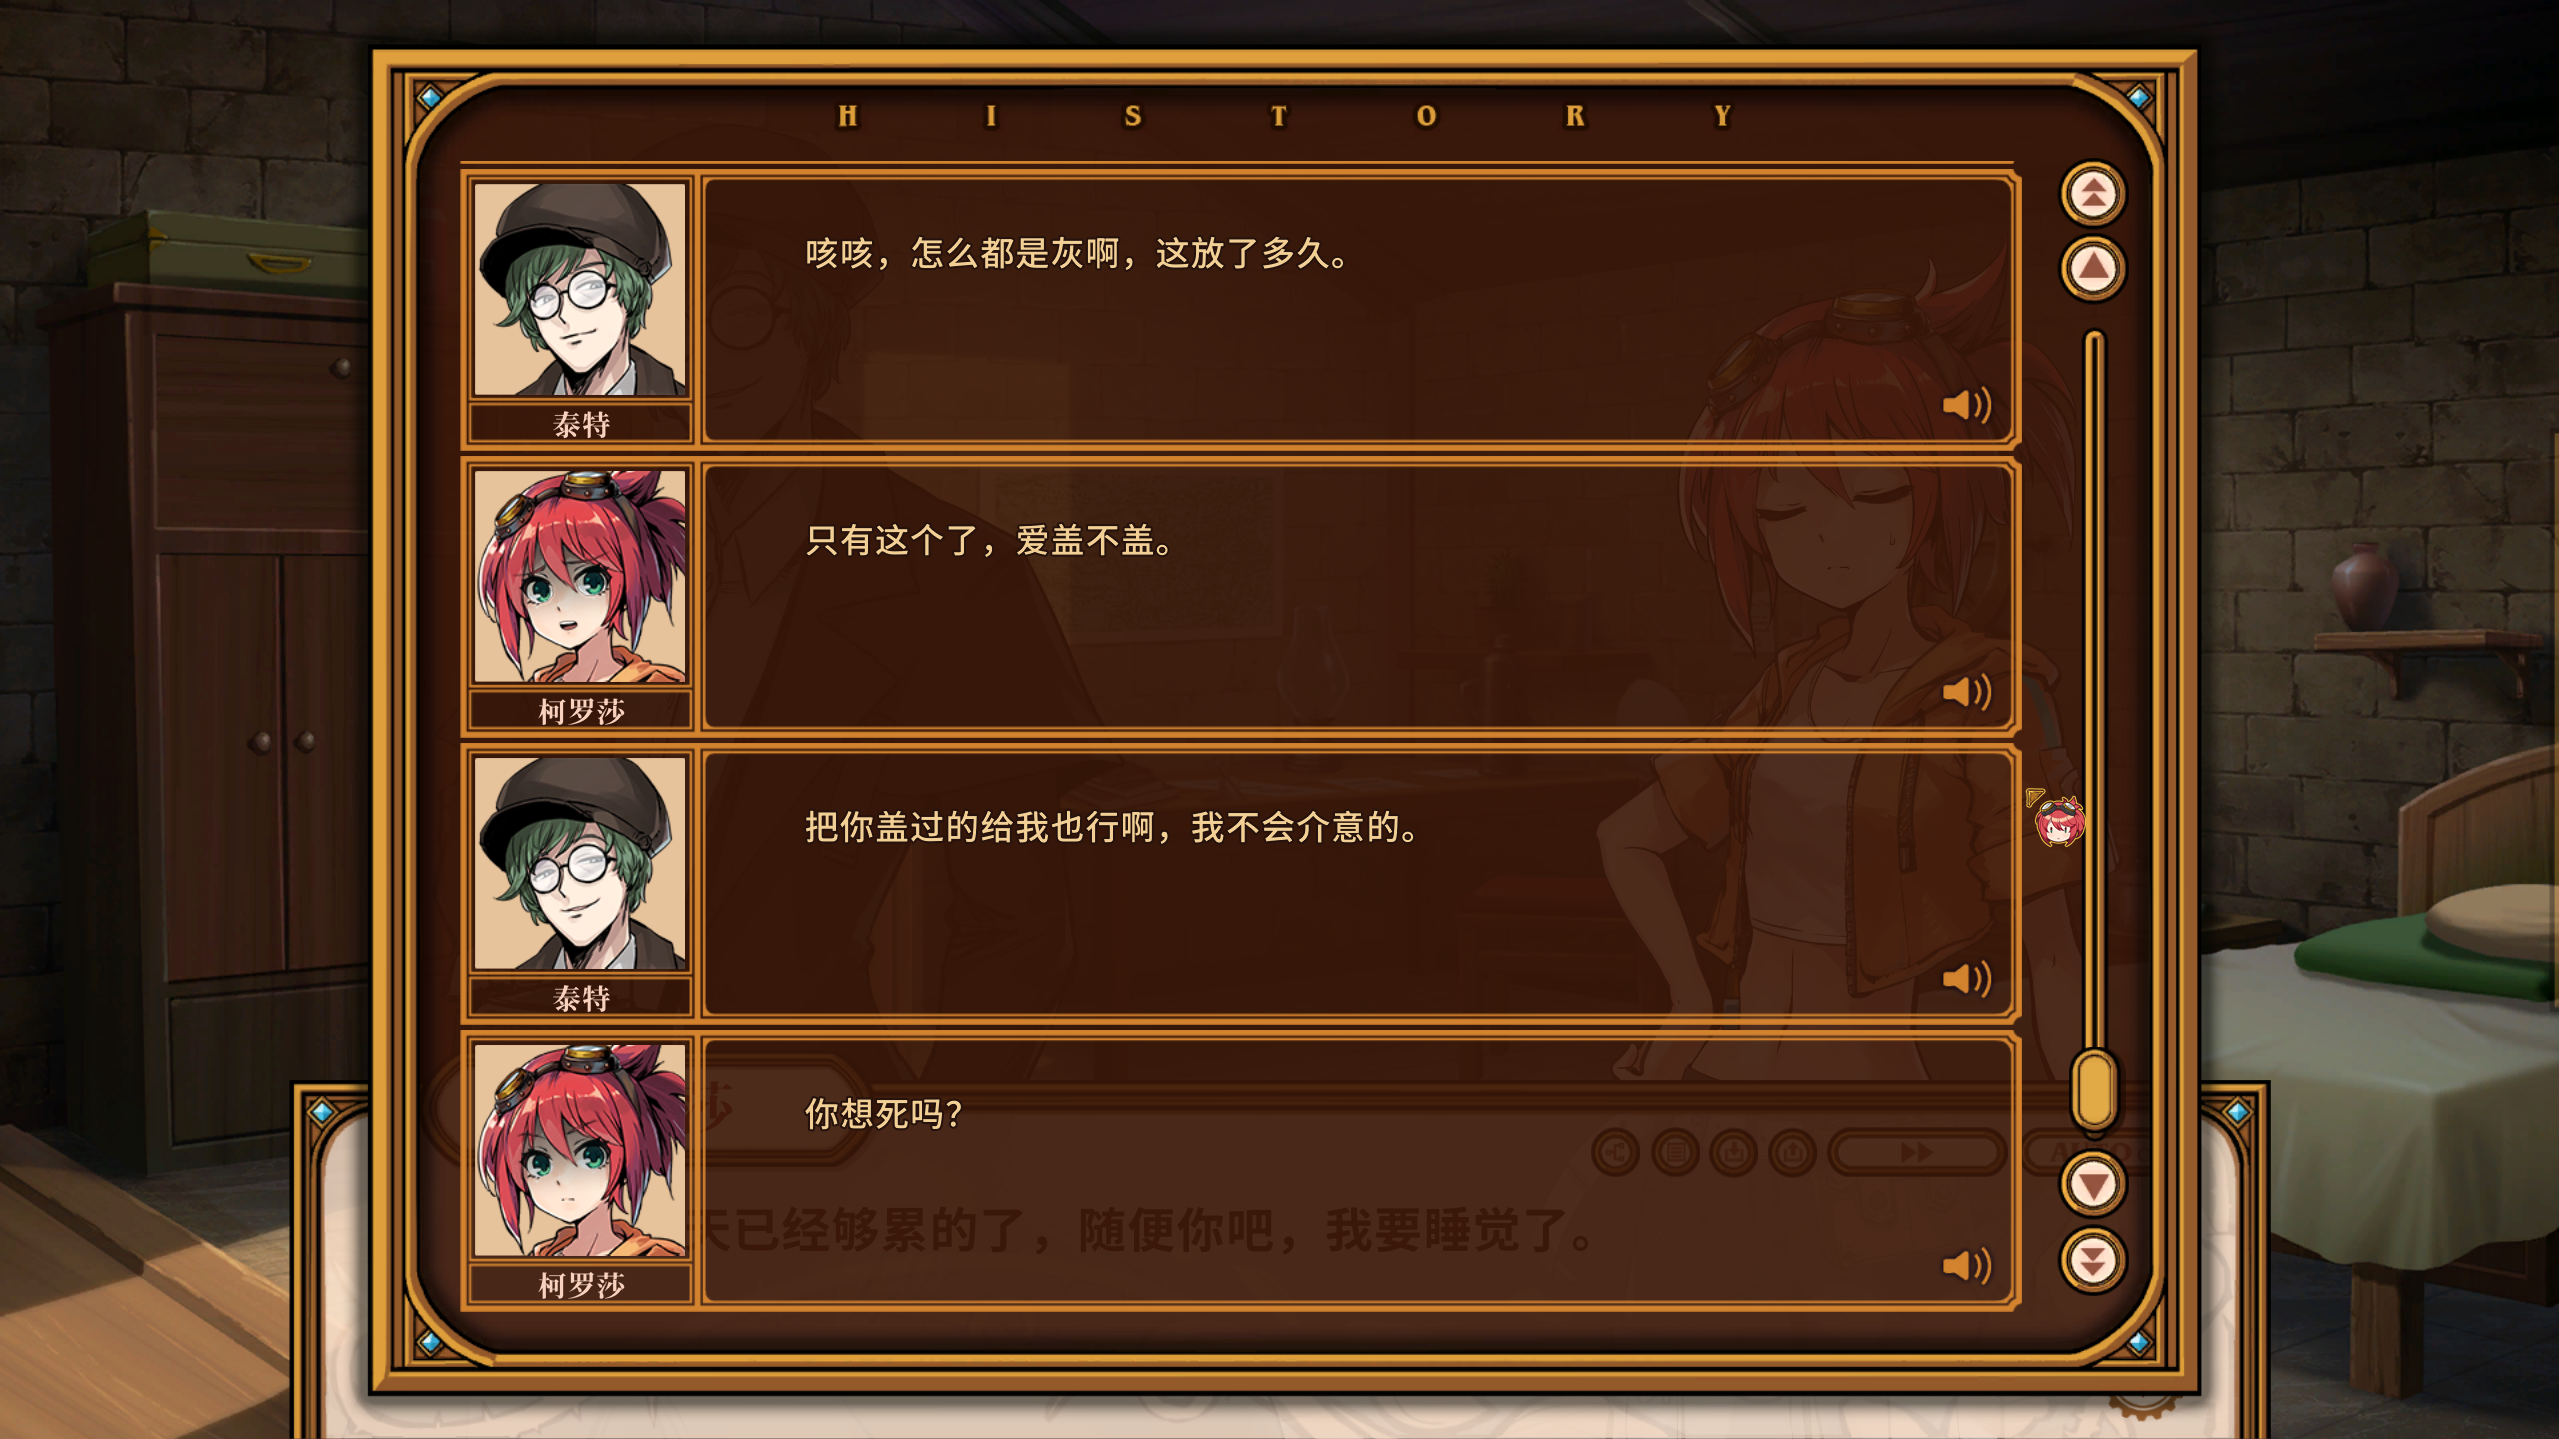 HISTORY
咳咳，怎么都是灰啊，这放了多久。
泰特
只有这个了，爱盖不盖。
柯罗莎
把你盖过的给我也行啊，我不会介意的。
泰特
莎
你想死吗？
天已经够累的了，随便你吧，我要睡觉了。
柯罗莎